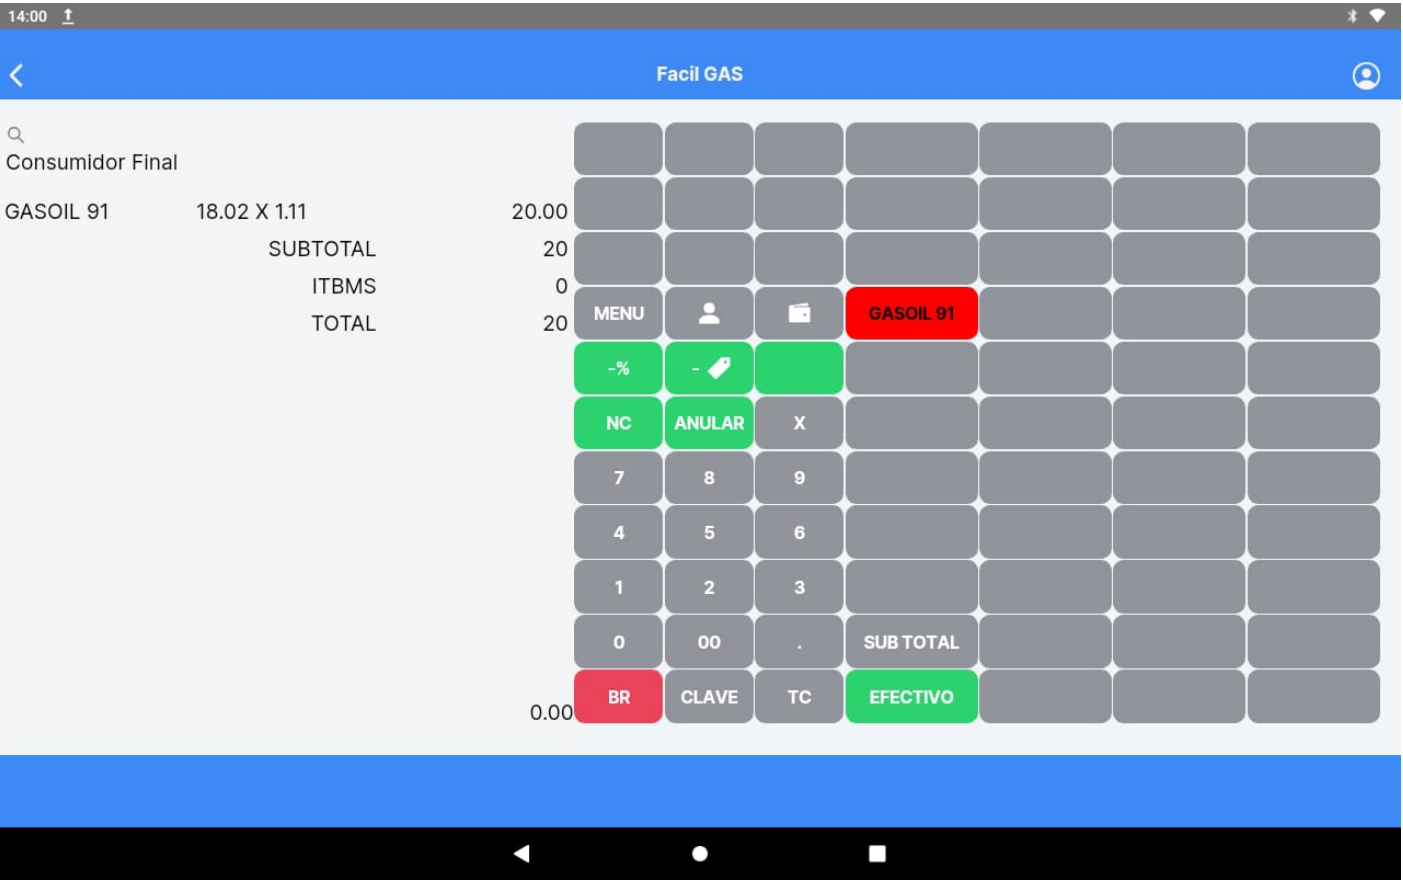 14:00
Facil GAS
Consumidor Final
GASOIL 91 18.02 X 1.11 20.00
SUBTOTAL 20
ITBMS 0
TOTAL 20
0.00
MENU GASOIL 91
-% -
NC ANULAR X
7 8 9
4 5 6
1 2 3
0 00 . SUB TOTAL
BR CLAVE TC EFECTIVO